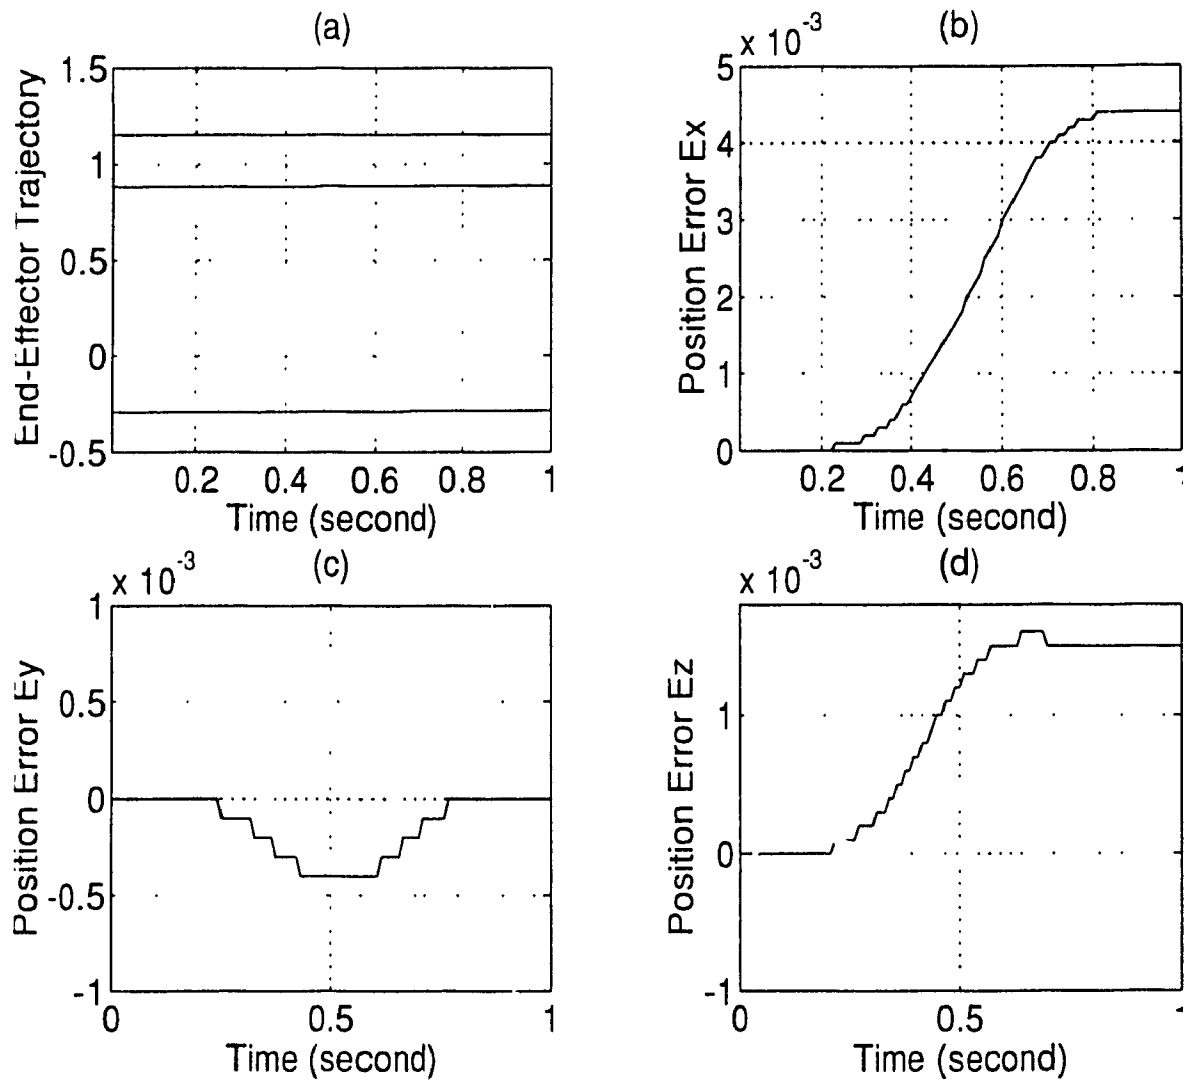 (a)
End-Effector Trajectory
1.5
1
0.5
0
-0.5
0.2 0.4 0.6 0.8 1
Time (second)
(b)
x 10-3
Position Error Ex
5
4
3
2
1
0
0.2 0.4 0.6 0.8 1
Time (second)
(c)
x 10-3
Position Error Ey
1
0.5
0
-0.5
-1
0 0.5 1
Time (second)
(d)
x 10-3
Position Error Ez
1
0
-1
0 0.5 1
Time (second)